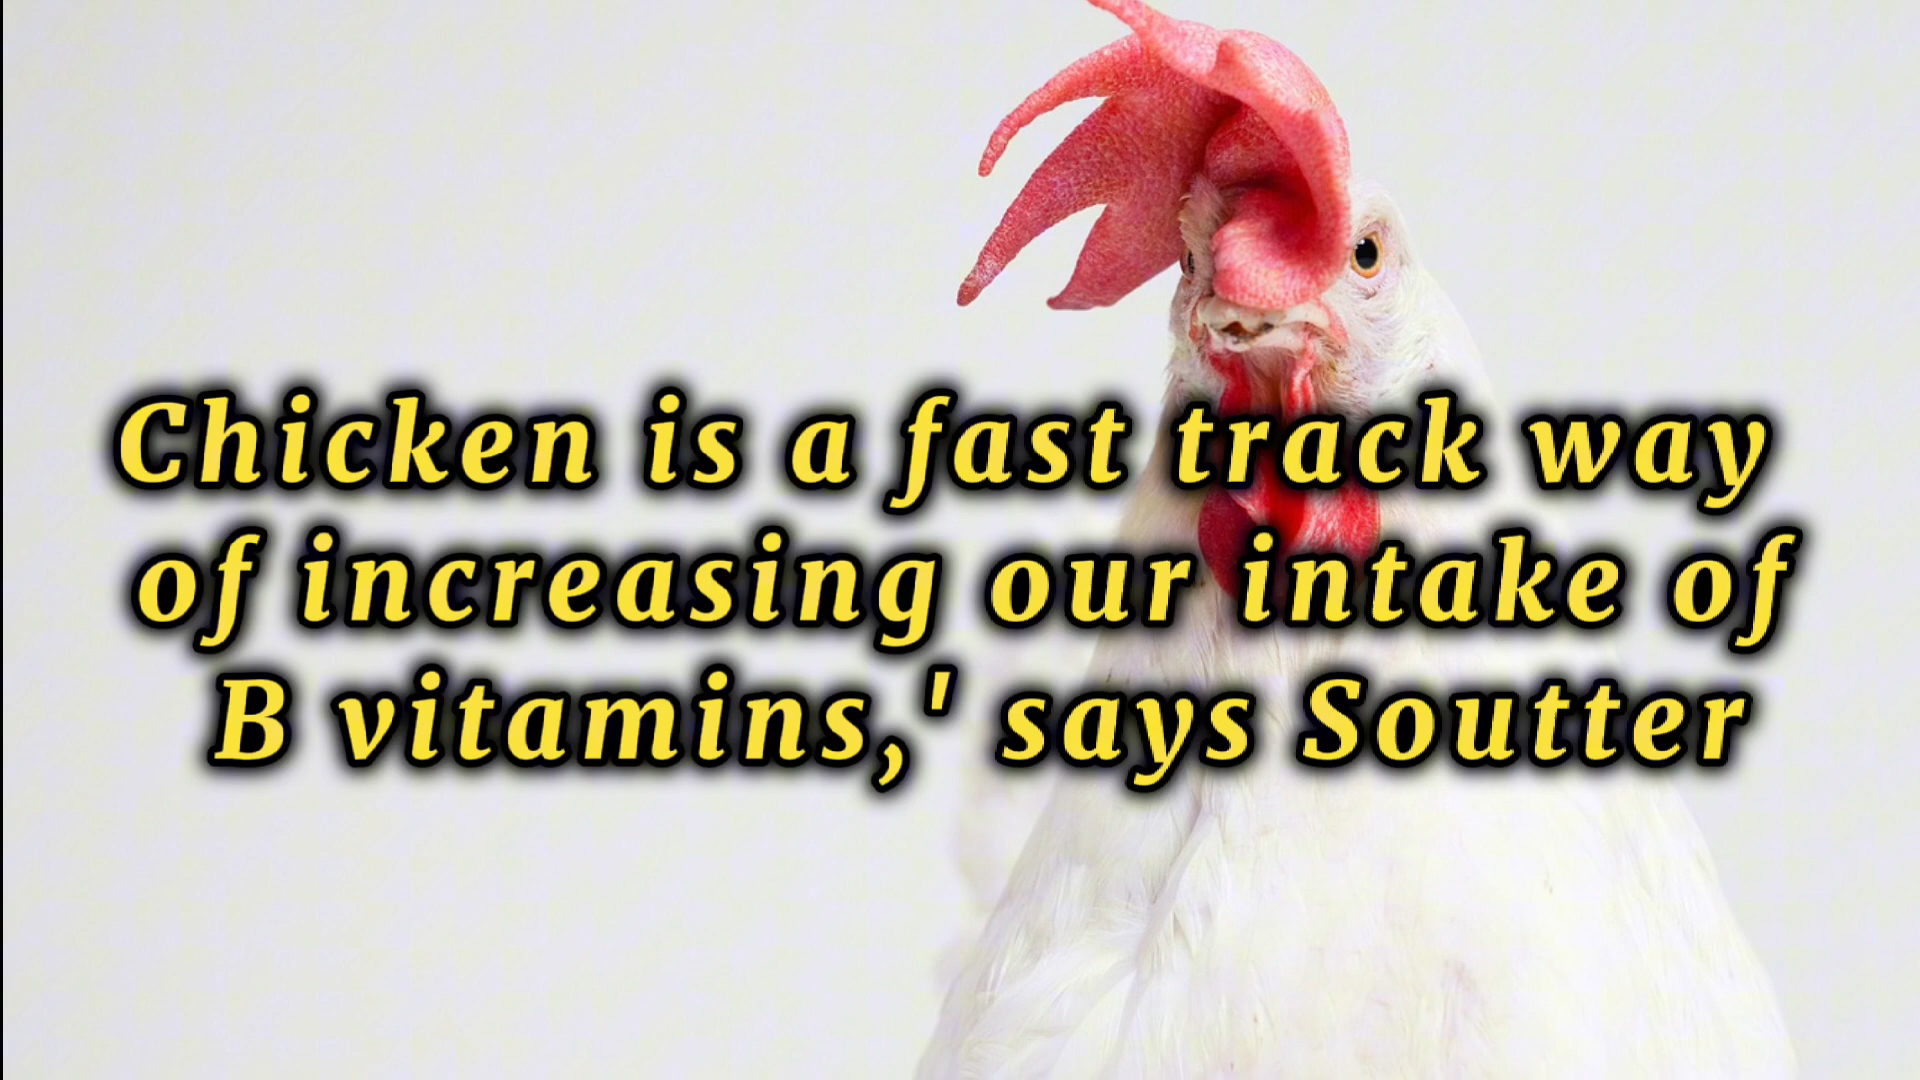 Chicken is a fast track way
of increasing our intake of
B vitamins,' says Soutter